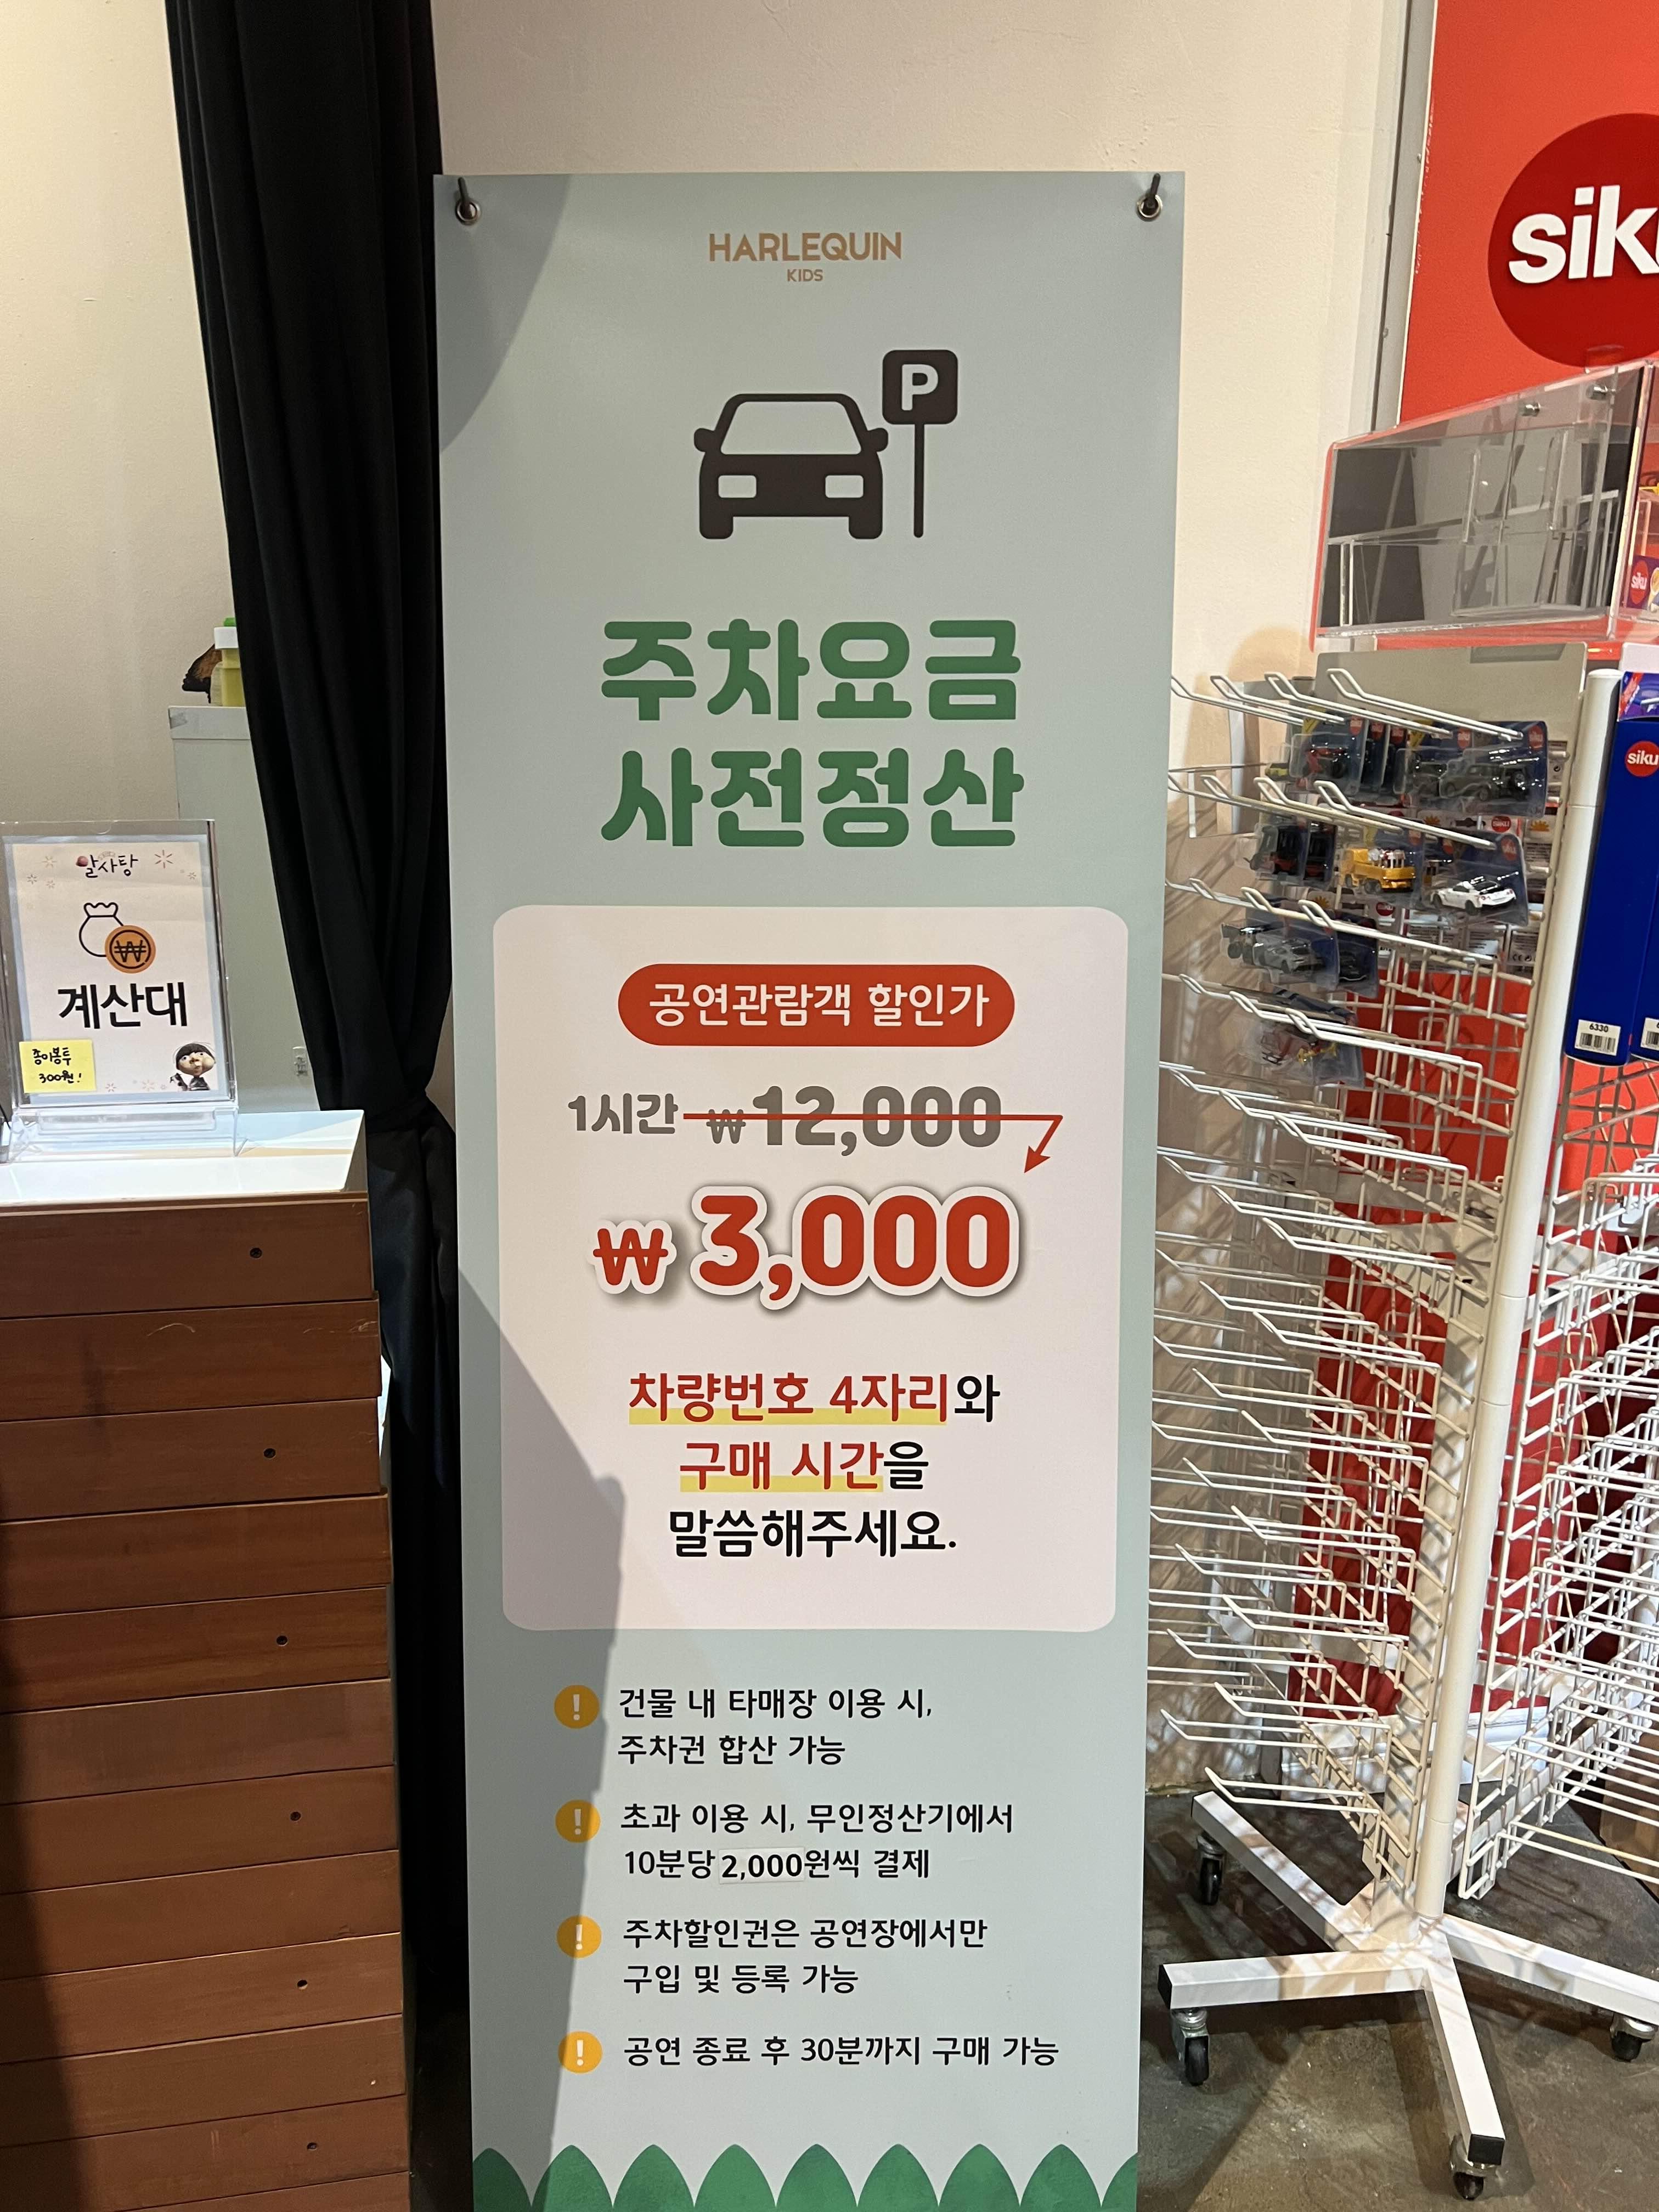 HARLEQUIN
KIDS
P
주차요금
사전정산
공연관람객 할인가
1시간 ₩12,000
₩3,000
차량번호 4자리와
구매 시간을
말씀해주세요.
! 건물 내 타매장 이용 시,
주차권 합산 가능
! 초과 이용 시, 무인정산기에서
10분당 2,000원씩 결제
! 주차할인권은 공연장에서만
구입 및 등록 가능
! 공연 종료 후 30분까지 구매 가능
알사탕
₩
계산대
종이봉투
300원!
siku
siku
6330